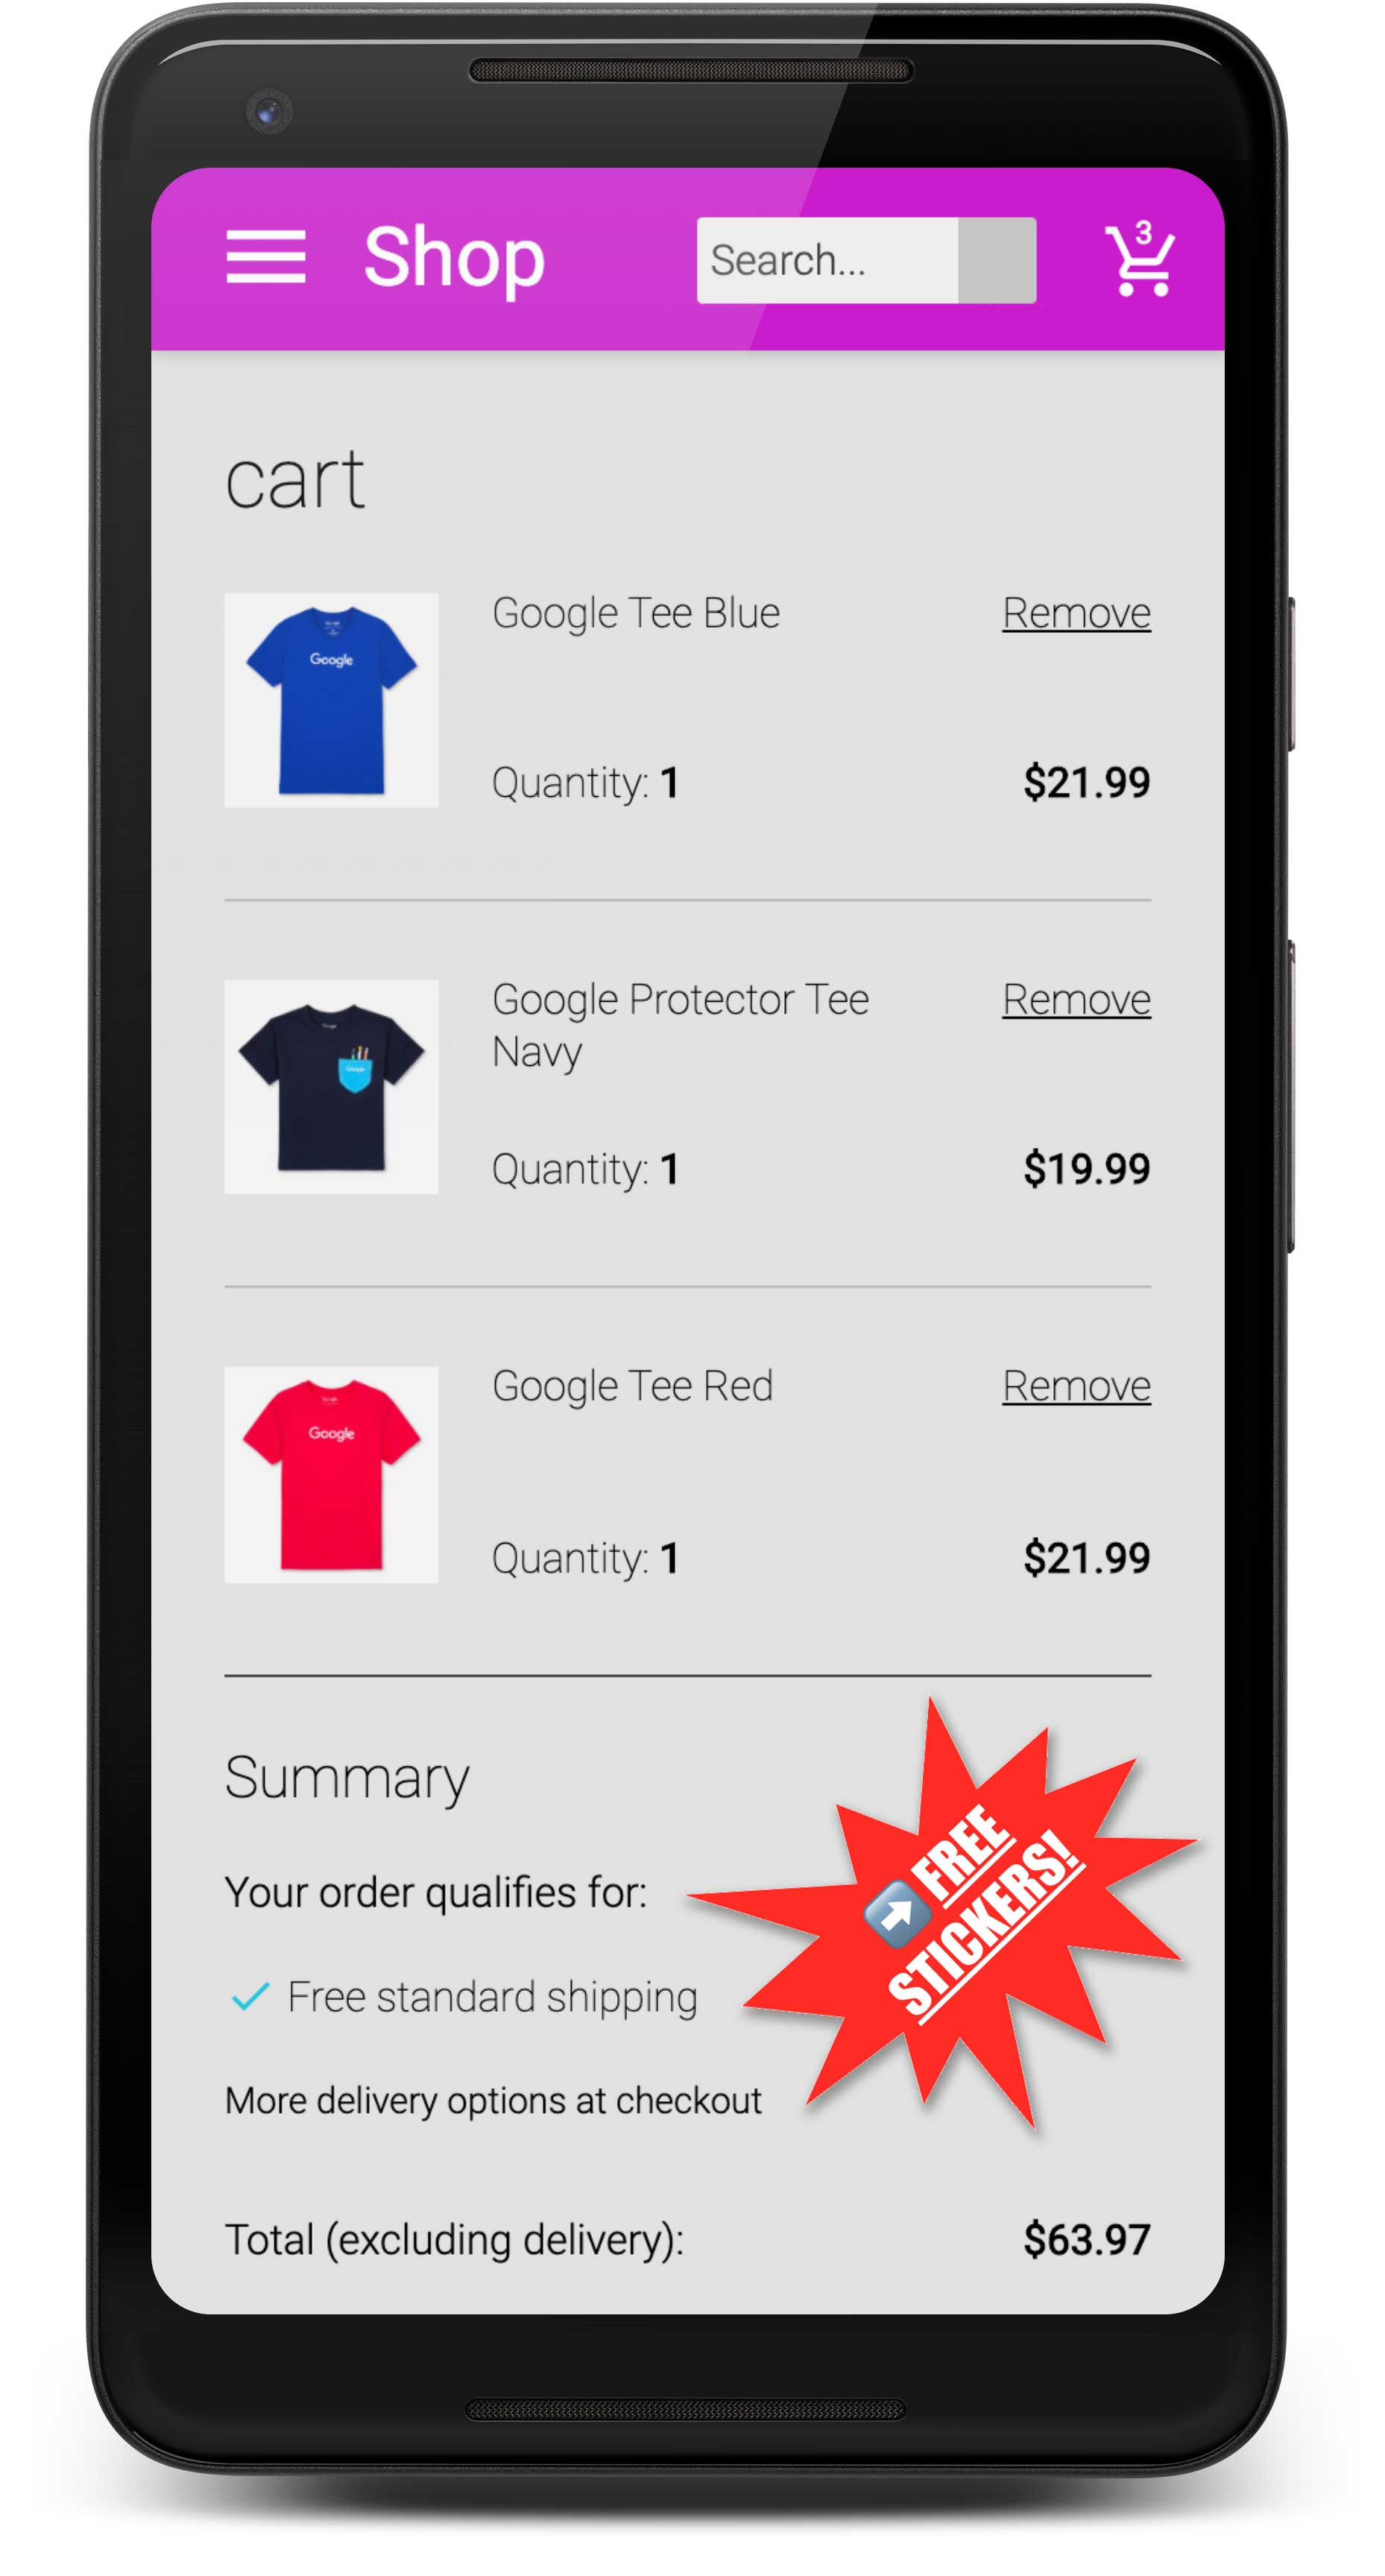 Shop
Search...
3
cart
Google Tee Blue
Remove
Google
Quantity: 1
$21.99
Google Protector Tee
Navy
Remove
Google
Quantity: 1
$19.99
Google Tee Red
Remove
Google
Quantity: 1
$21.99
Summary
Your order qualifies for:
Free standard shipping
More delivery options at checkout
➡️ FREE
STICKERS!
Total (excluding delivery):
$63.97